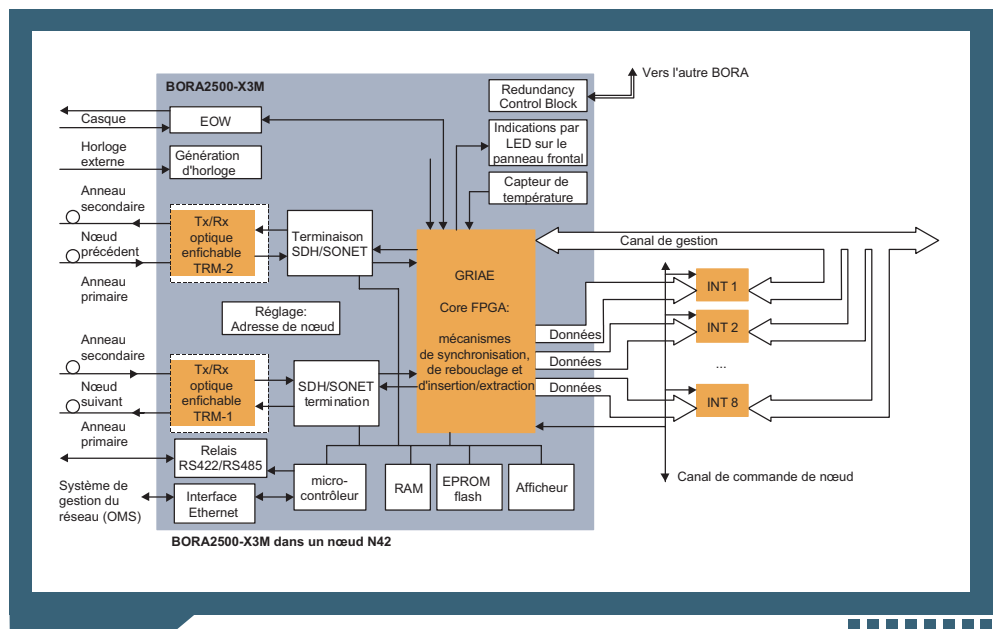 BORA2500-X3M
Vers l'autre BORA
Redundancy
Control Block
Casque
EOW
Indications par
LED sur le
panneau frontal
Horloge
externe
Génération
d'horloge
Capteur de
température
Anneau
secondaire
Tx/Rx
optique
enfichable
TRM-2
Terminaison
SDH/SONET
Nœud
précédent
Anneau
primaire
Canal de gestion
GRIAE
Core FPGA:
mécanismes
de synchronisation,
de rebouclage et
d'insertion/extraction
INT 1
Réglage:
Adresse de nœud
INT 2
Données
Données
...
Données
INT 8
Anneau
secondaire
Tx/Rx
optique
enfichable
TRM-1
SDH/SONET
termination
Nœud
suivant
Anneau
primaire
Relais
RS422/RS485
micro-
contrôleur
RAM
EPROM
flash
Afficheur
Canal de commande de nœud
Système de
gestion du
réseau (OMS)
Interface
Ethernet
BORA2500-X3M dans un nœud N42